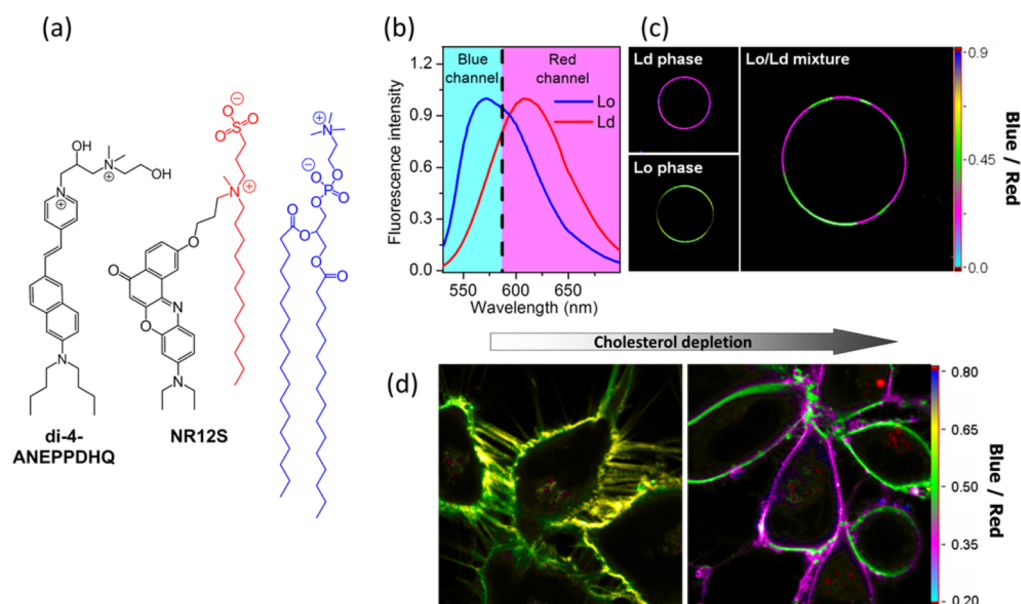 (a)
OH
N
⊕
OH
N
⊕
N
di-4-
ANEPPDHQ
O
⊖
S
O
O
N
⊕
O
O
N
O
N
NR12S
⊕
N
⊖
O
O
P
O
O
O
O
O
O
(b)
Blue
channel
Red
channel
Lo
Ld
Fluorescence intensity
1.2
0.9
0.6
0.3
0.0
550
600
650
Wavelength (nm)
(c)
Ld phase
Lo phase
Lo/Ld mixture
0.9
0.45
0.0
Blue / Red
Cholesterol depletion
(d)
0.80
0.65
0.50
0.35
0.20
Blue / Red